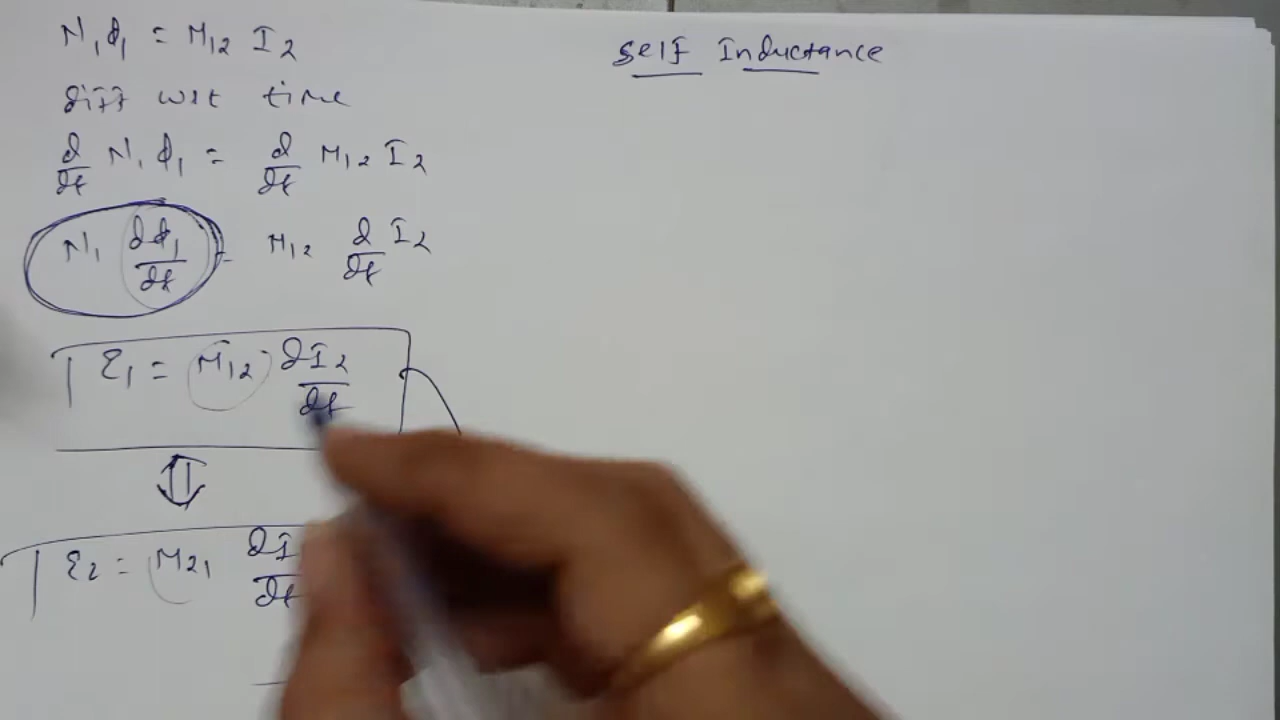 N₁ϕ₁ = M₁₂ I₂
diff wrt time
d/dt N₁ϕ₁ = d/dt M₁₂ I₂
N₁ dϕ₁/dt = M₁₂ d/dt I₂
ε₁ = M₁₂ dI₂/dt
⇓
ε₂ = M₂₁ dI
Self Inductance